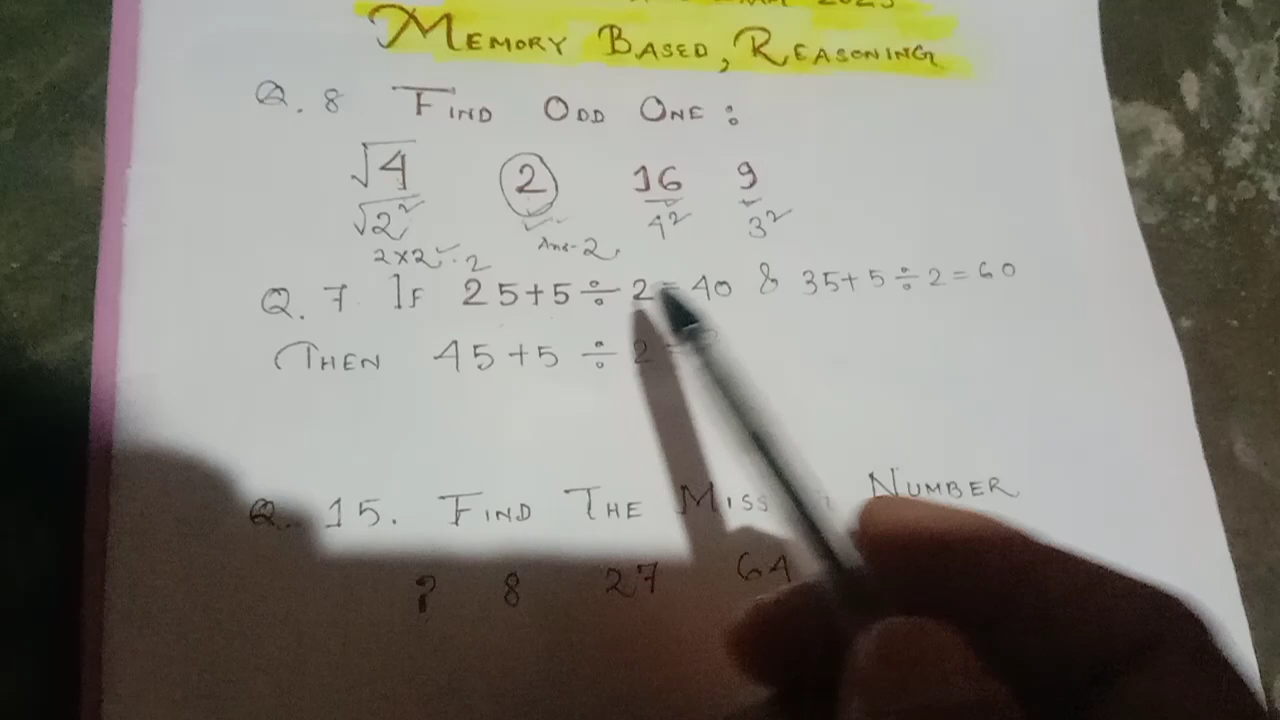 MEMORY BASED, REASONING
Q. 8 FIND ODD ONE :
√4 2 16 9
√2² 4² 3²
Ans-2.
2×2 2
Q. 7 IF 25+5÷2=40 & 35+5÷2=60
THEN 45+5÷2=
Q. 15. FIND THE NUMBER
? 8 27 64